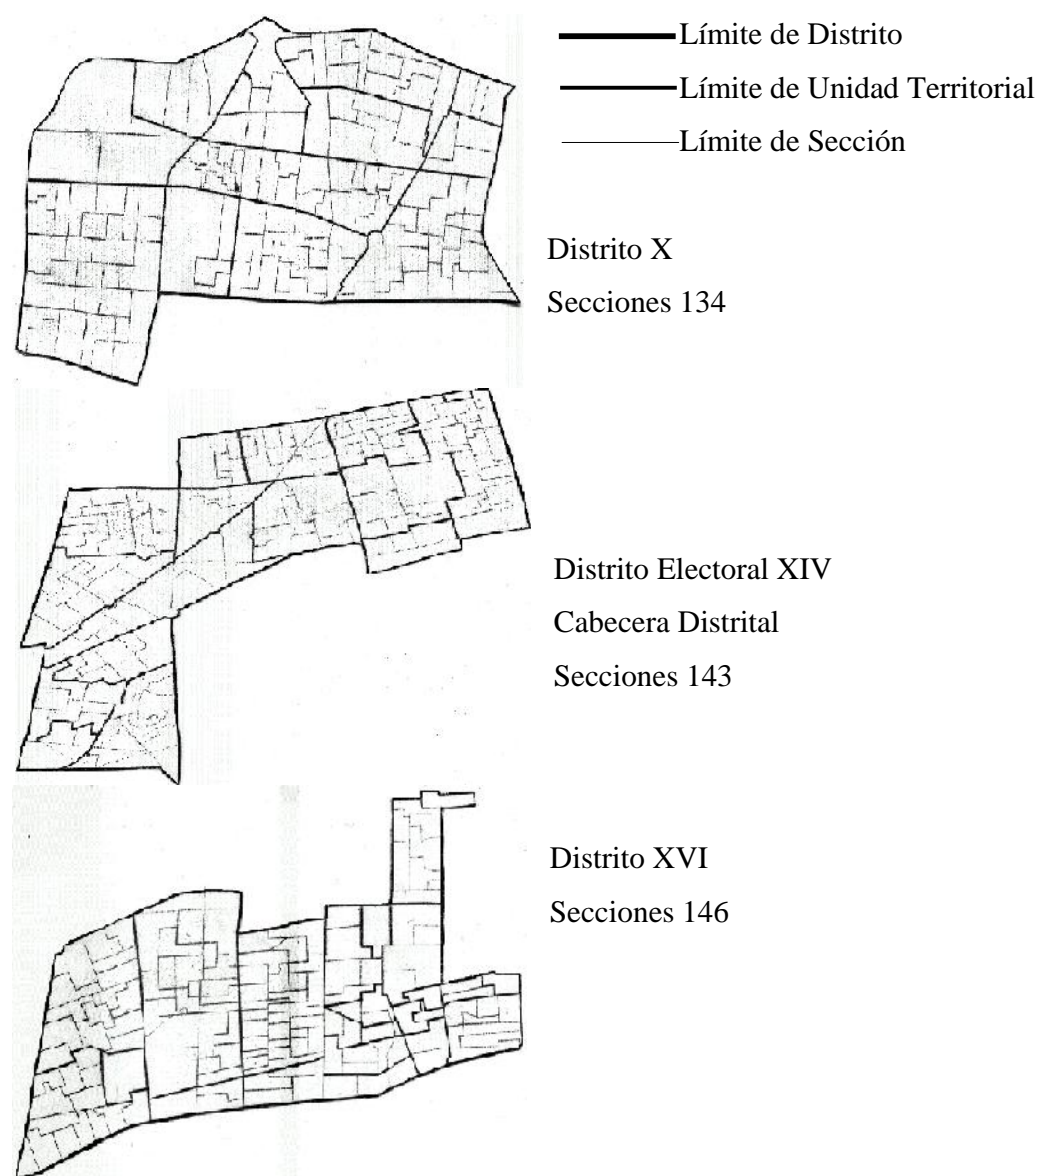 Límite de Distrito
Límite de Unidad Territorial
Límite de Sección
Distrito X
Secciones 134
Distrito Electoral XIV
Cabecera Distrital
Secciones 143
Distrito XVI
Secciones 146